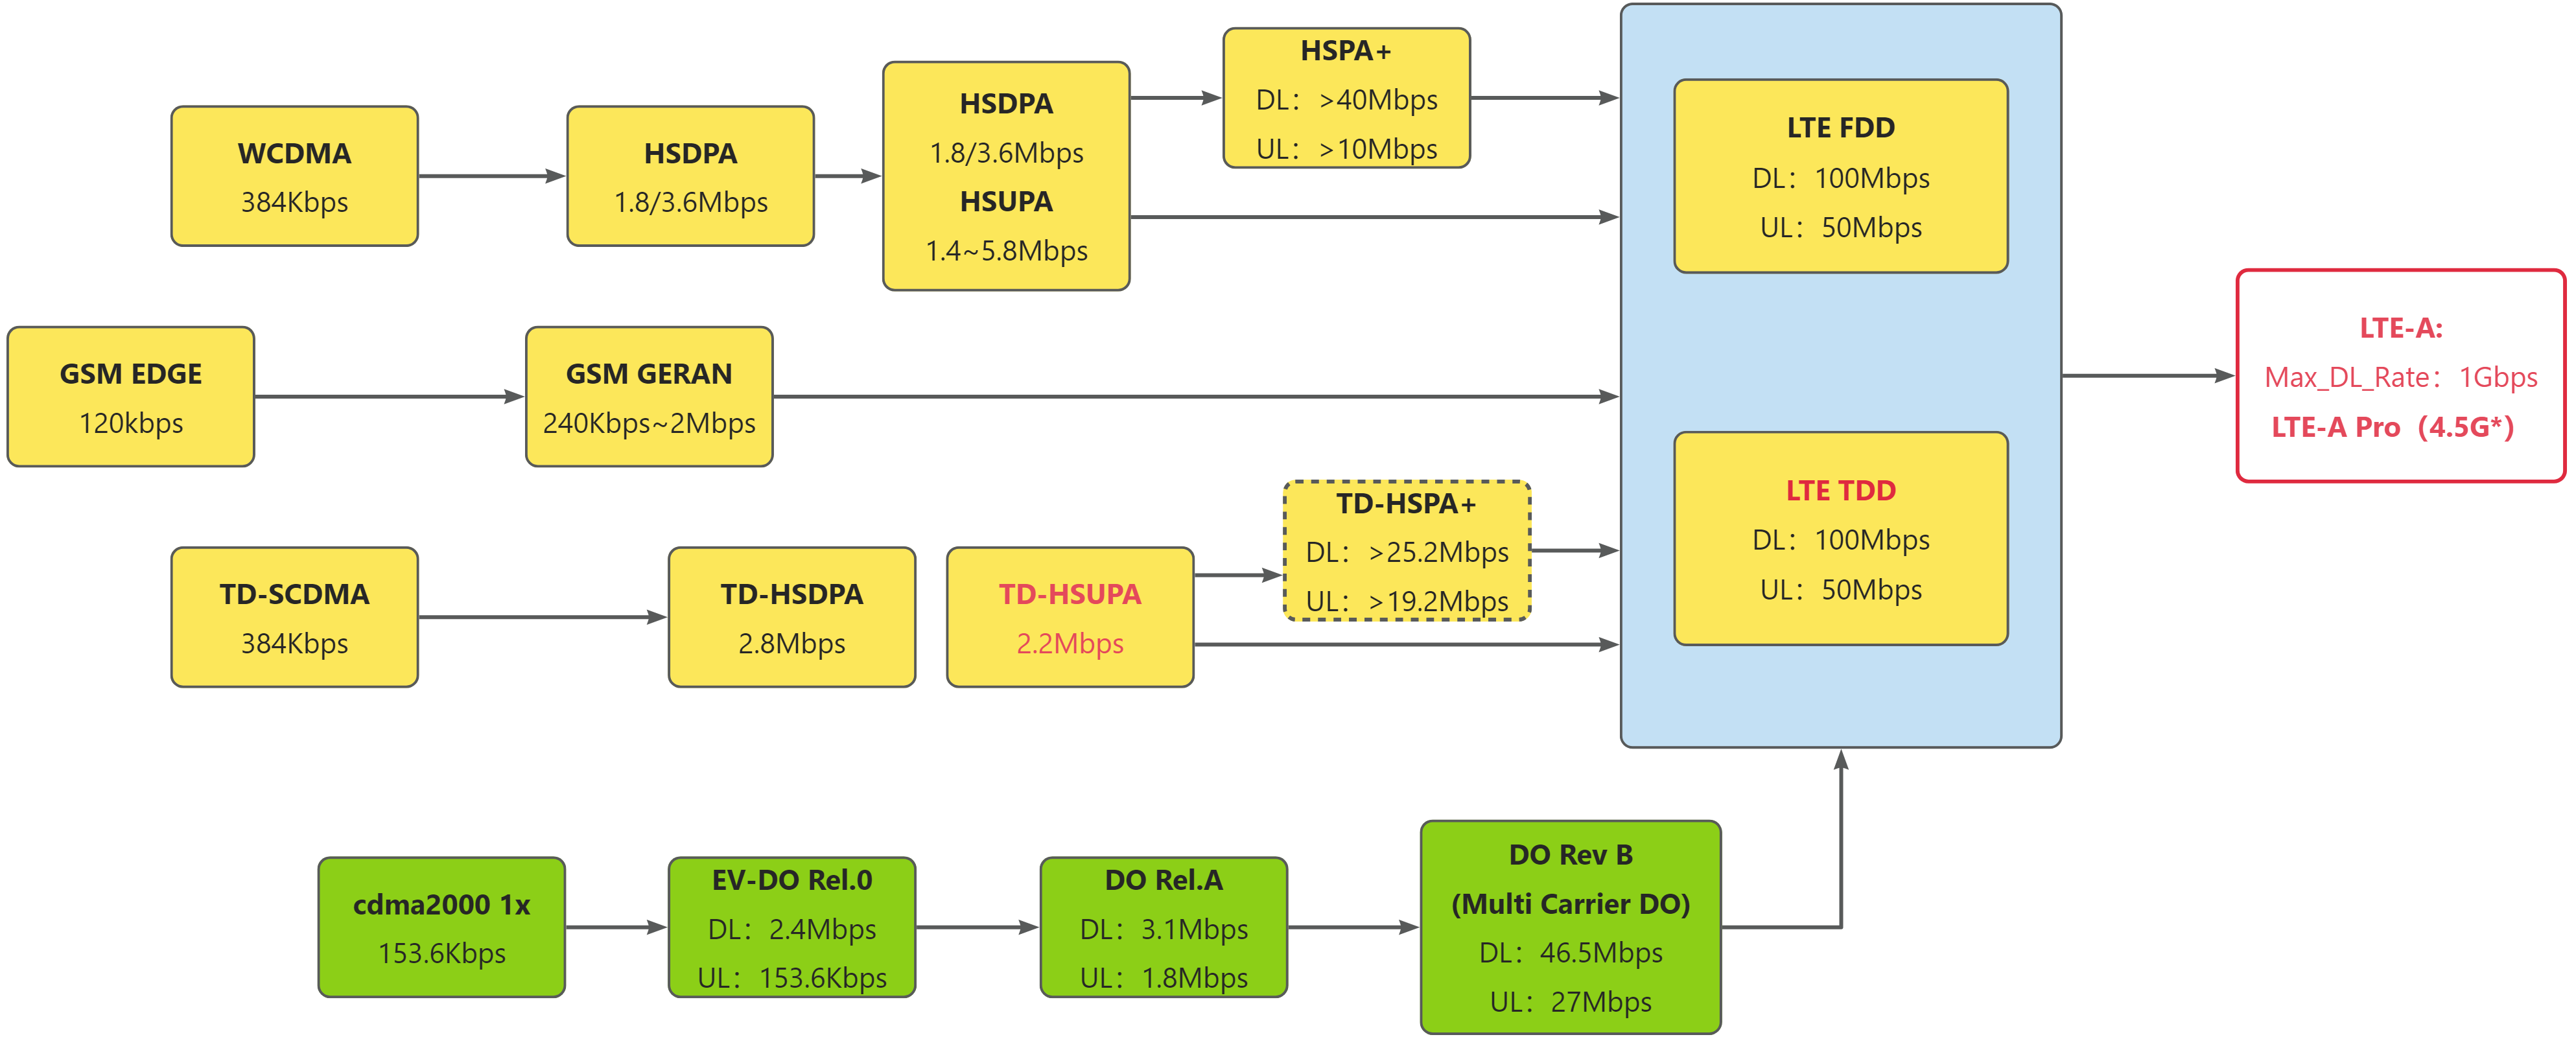 WCDMA
384Kbps
HSDPA
1.8/3.6Mbps
HSDPA
1.8/3.6Mbps
HSUPA
1.4~5.8Mbps
HSPA+
DL：>40Mbps
UL：>10Mbps
LTE FDD
DL：100Mbps
UL：50Mbps
GSM EDGE
120kbps
GSM GERAN
240Kbps~2Mbps
TD-SCDMA
384Kbps
TD-HSDPA
2.8Mbps
TD-HSUPA
2.2Mbps
TD-HSPA+
DL：>25.2Mbps
UL：>19.2Mbps
LTE TDD
DL：100Mbps
UL：50Mbps
LTE-A:
Max_DL_Rate：1Gbps
LTE-A Pro（4.5G*）
cdma2000 1x
153.6Kbps
EV-DO Rel.0
DL：2.4Mbps
UL：153.6Kbps
DO Rel.A
DL：3.1Mbps
UL：1.8Mbps
DO Rev B
(Multi Carrier DO)
DL：46.5Mbps
UL：27Mbps